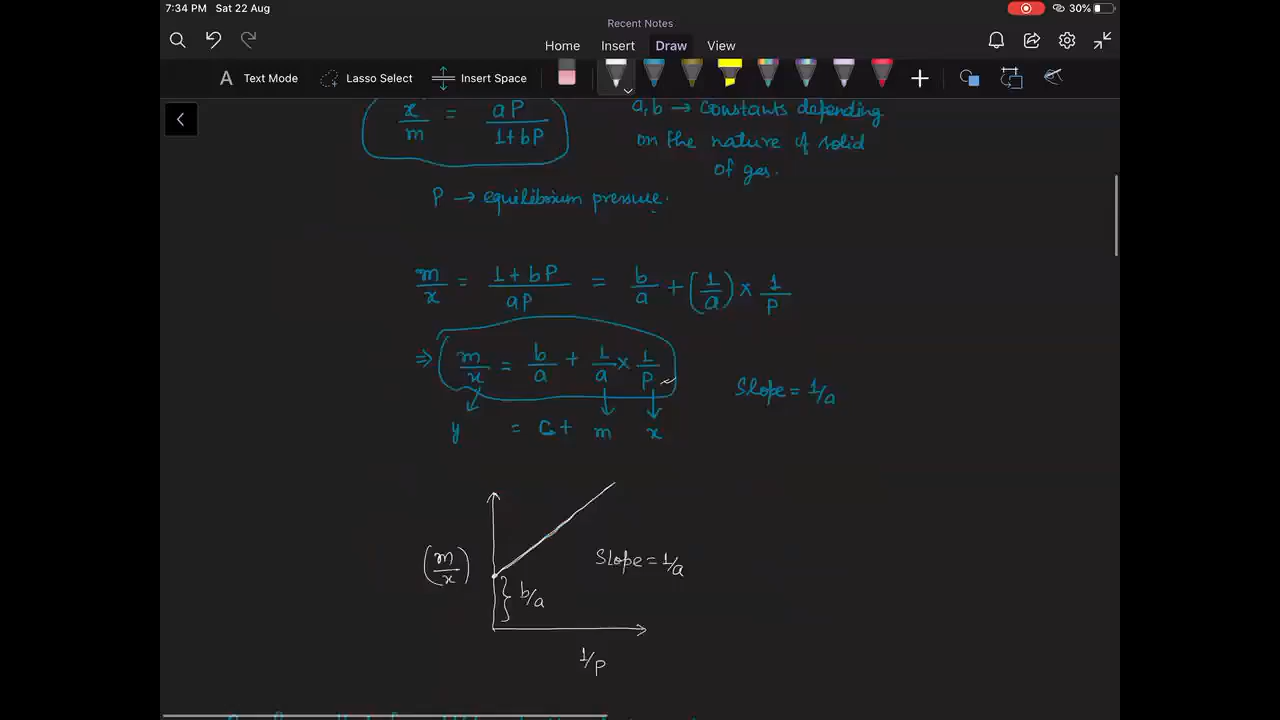 7:34 PM Sat 22 Aug
30%
Recent Notes
Home Insert Draw View
A Text Mode Lasso Select Insert Space
x/m = aP/1+bP
a,b → Constants depending
on the nature of solid
of gas.
P → equilibrium pressure.
m/x = 1+bP/aP = b/a + (1/a) × 1/P
⇒ m/x = b/a + 1/a × 1/P
Slope = 1/a
y = C + m x
(m/x)
Slope = 1/a
b/a
1/P